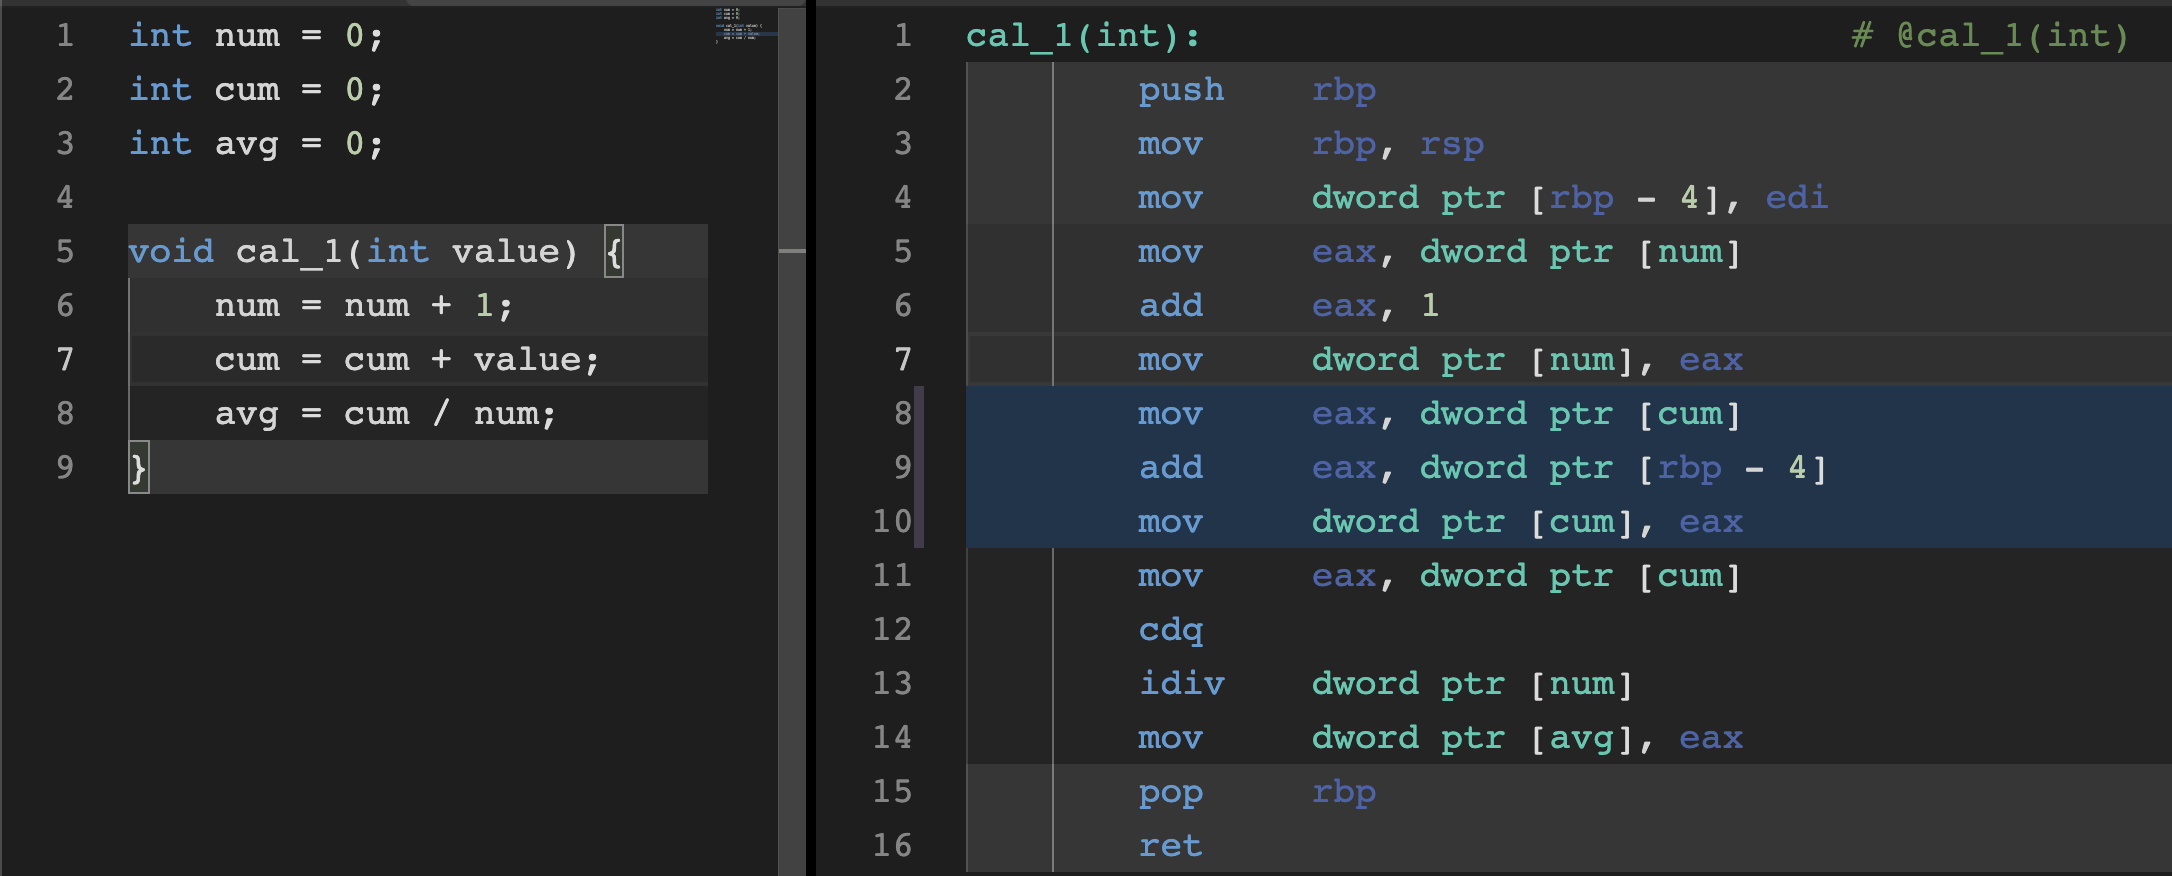 1 int num = 0;
2 int cum = 0;
3 int avg = 0;
4
5 void cal_1(int value) {
6     num = num + 1;
7     cum = cum + value;
8     avg = cum / num;
9 }
1 cal_1(int):                                # @cal_1(int)
2         push    rbp
3         mov     rbp, rsp
4         mov     dword ptr [rbp - 4], edi
5         mov     eax, dword ptr [num]
6         add     eax, 1
7         mov     dword ptr [num], eax
8         mov     eax, dword ptr [cum]
9         add     eax, dword ptr [rbp - 4]
10        mov     dword ptr [cum], eax
11        mov     eax, dword ptr [cum]
12        cdq
13        idiv    dword ptr [num]
14        mov     dword ptr [avg], eax
15        pop     rbp
16        ret